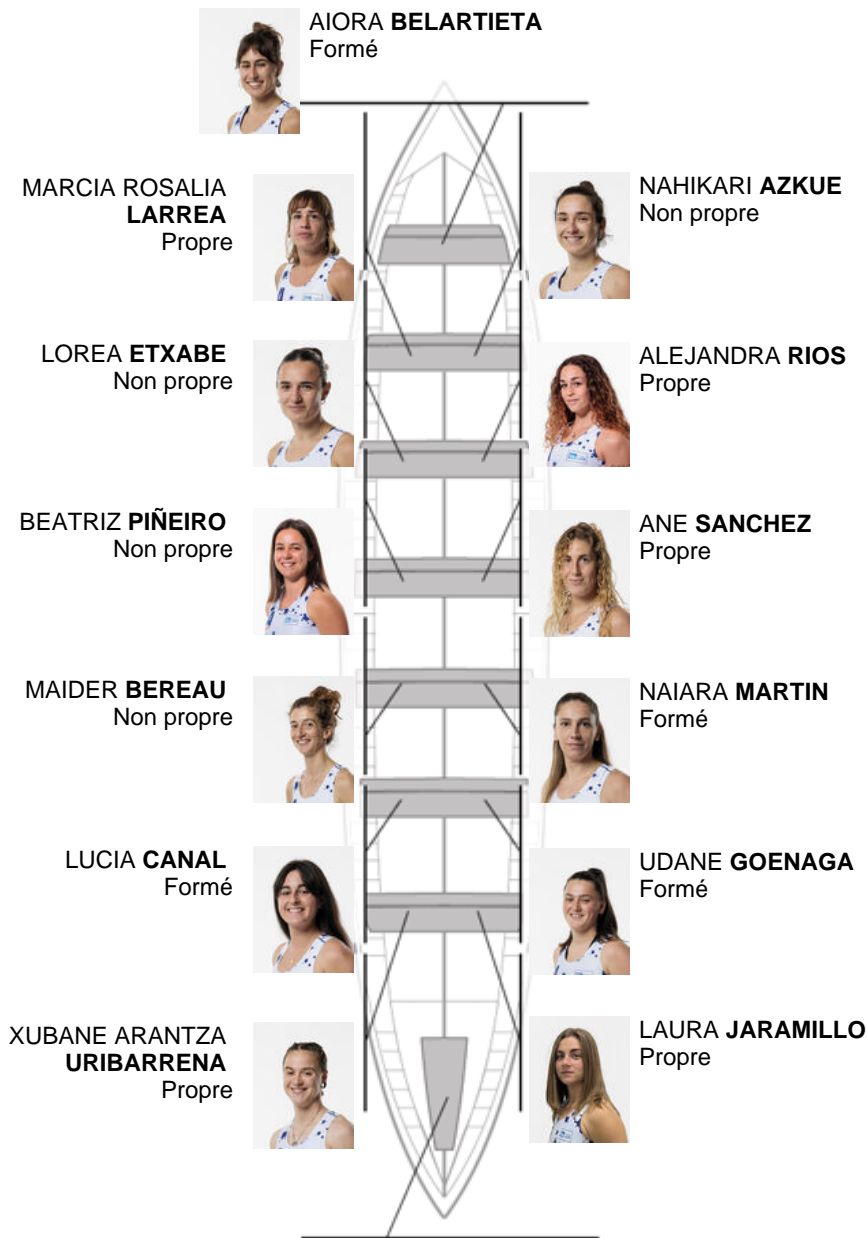 AIORA BELARTIETA
Formé
MARCIA ROSALIA
LARREA
Propre
NAHIKARI AZKUE
Non propre
LOREA ETXABE
Non propre
ALEJANDRA RIOS
Propre
BEATRIZ PIÑEIRO
Non propre
ANE SANCHEZ
Propre
MAIDER BEREAU
Non propre
NAIARA MARTIN
Formé
LUCIA CANAL
Formé
UDANE GOENAGA
Formé
XUBANE ARANTZA
URIBARRENA
Propre
LAURA JARAMILLO
Propre